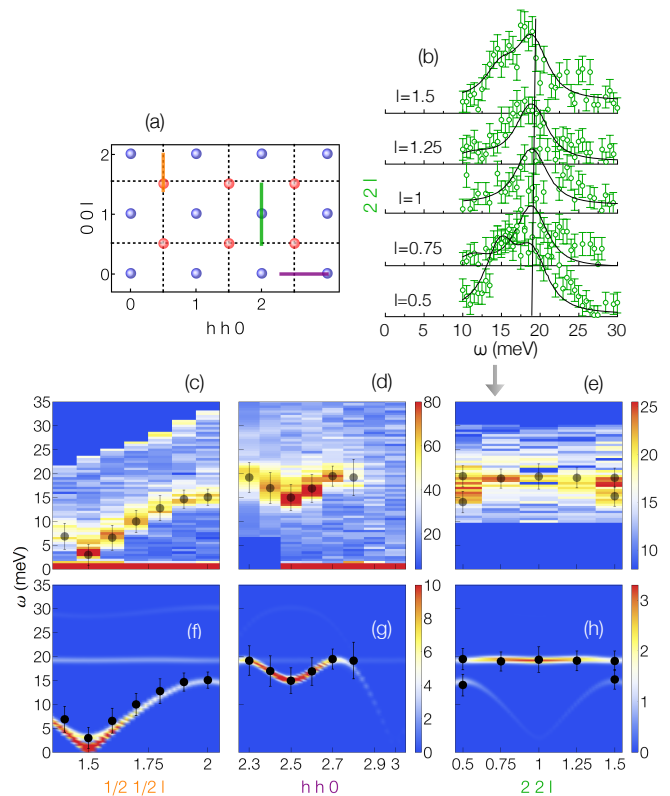 (a)
2
1
0
0 0 l
0
1
2
h h 0
(b)
l=1.5
l=1.25
l=1
l=0.75
l=0.5
2 2 l
0
5
10
15
20
25
30
ω (meV)
(c)
35
30
25
20
15
10
5
0
(d)
80
60
40
20
(e)
25
20
15
10
ω (meV)
(f)
35
30
25
20
15
10
5
0
1.5
1.75
2
1/2 1/2 l
(g)
10
8
6
4
2
0
2.3
2.5
2.7
2.9
3
h h 0
(h)
3
2
1
0
0.5
0.75
1
1.25
1.5
2 2 l